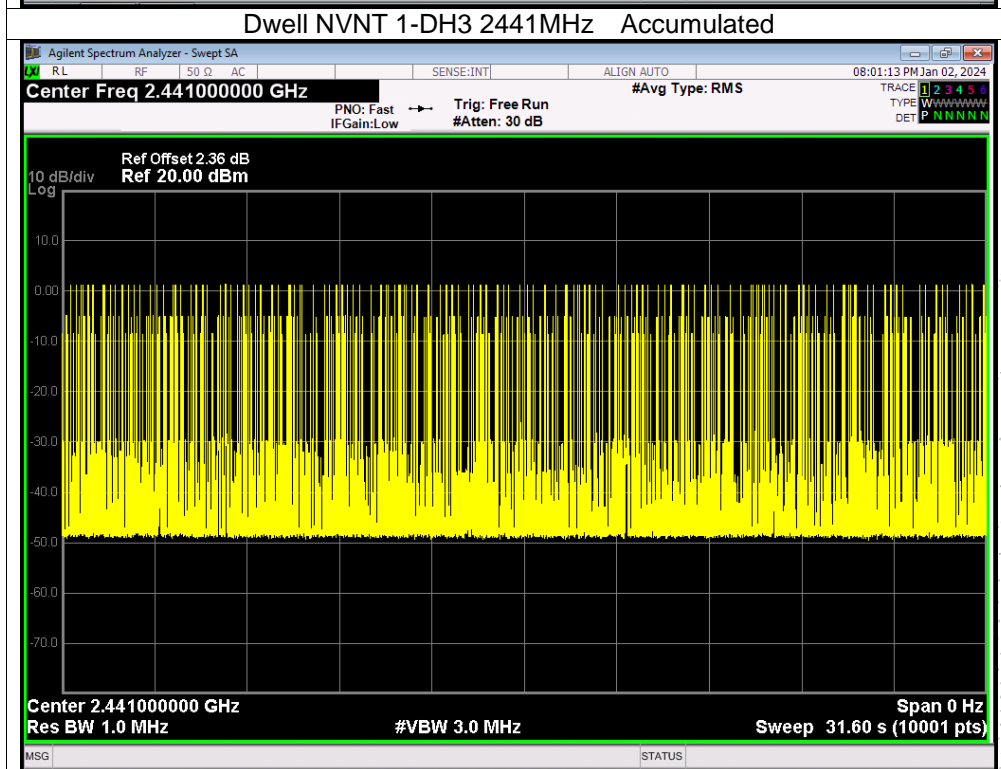 Dwell NVNT 1-DH3 2441MHz Accumulated
Agilent Spectrum Analyzer - Swept SA
LXI RL RF 50 Ω AC SENSE:INT ALIGN AUTO 08:01:13 PM Jan 02, 2024
Center Freq 2.441000000 GHz #Avg Type: RMS TRACE 1 2 3 4 5 6
PNO: Fast Trig: Free Run TYPE WWWWWW
IFGain:Low #Atten: 30 dB DET P N N N N N
Ref Offset 2.36 dB
10 dB/div Ref 20.00 dBm
Log
10.0
0.00
-10.0
-20.0
-30.0
-40.0
-50.0
-60.0
-70.0
Center 2.441000000 GHz Span 0 Hz
Res BW 1.0 MHz #VBW 3.0 MHz Sweep 31.60 s (10001 pts)
MSG STATUS